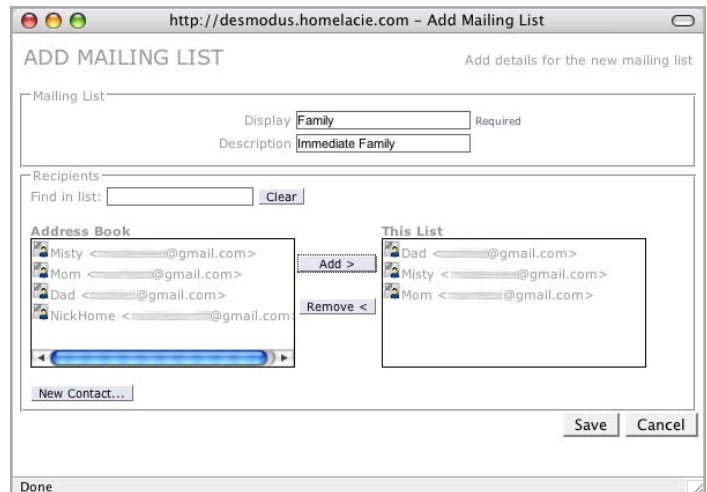 http://desmodus.homelacie.com – Add Mailing List
ADD MAILING LIST
Add details for the new mailing list
Mailing List
Display Family Required
Description Immediate Family
Recipients
Find in list: Clear
Address Book
Misty < @gmail.com>
Mom < @gmail.com>
Dad < @gmail.com>
NickHome < @gmail.com
Add >
Remove <
This List
Dad < @gmail.com>
Misty < @gmail.com>
Mom < @gmail.com>
New Contact...
Save Cancel
Done